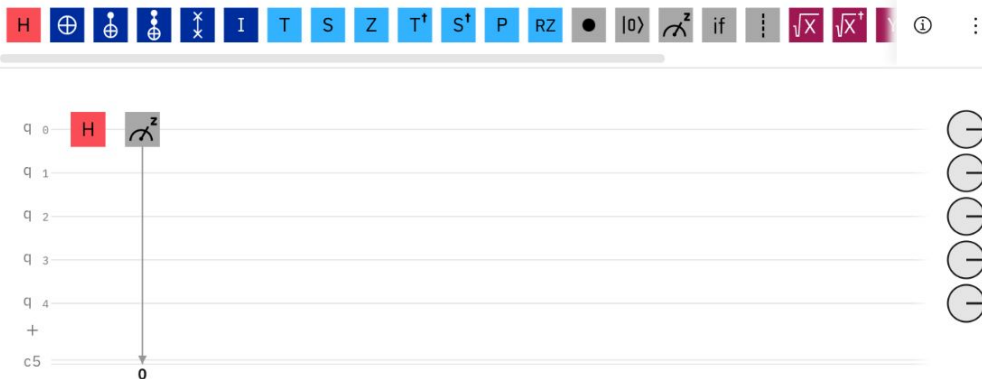 H I T S Z T† S† P RZ |0⟩ z if √X √X†
q 0 H z
q 1
q 2
q 3
q 4
+
c5
0